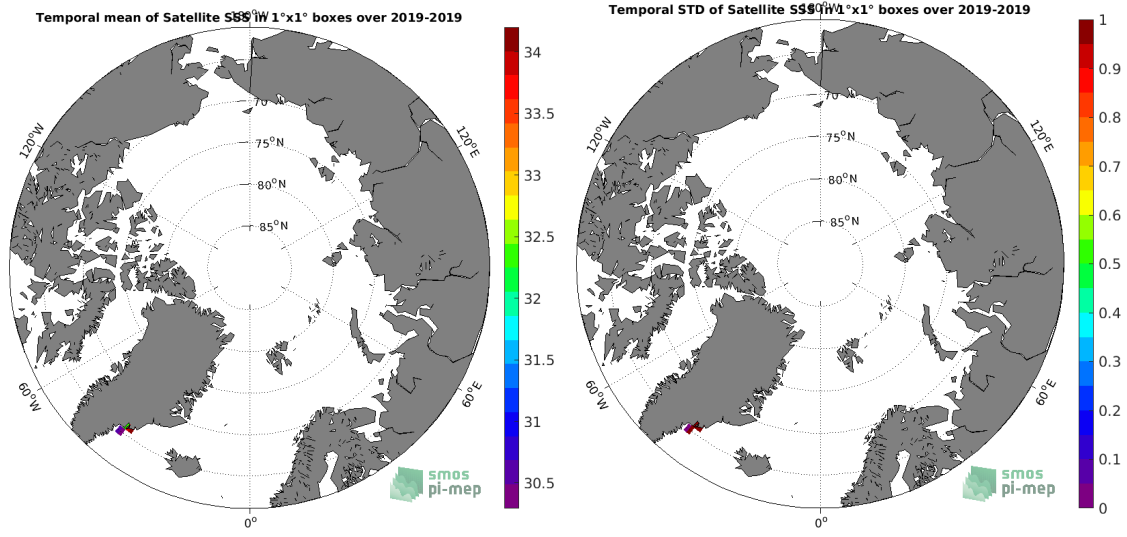 Temporal mean of Satellite SSS in 1°x1° boxes over 2019-2019
120°W
120°E
75°N
80°N
85°N
60°W
60°E
0°
34
33.5
33
32.5
32
31.5
31
30.5
smos
pi-mep
Temporal STD of Satellite SSS in 1°x1° boxes over 2019-2019
120°W
120°E
75°N
80°N
85°N
60°W
60°E
0°
1
0.9
0.8
0.7
0.6
0.5
0.4
0.3
0.2
0.1
0
smos
pi-mep